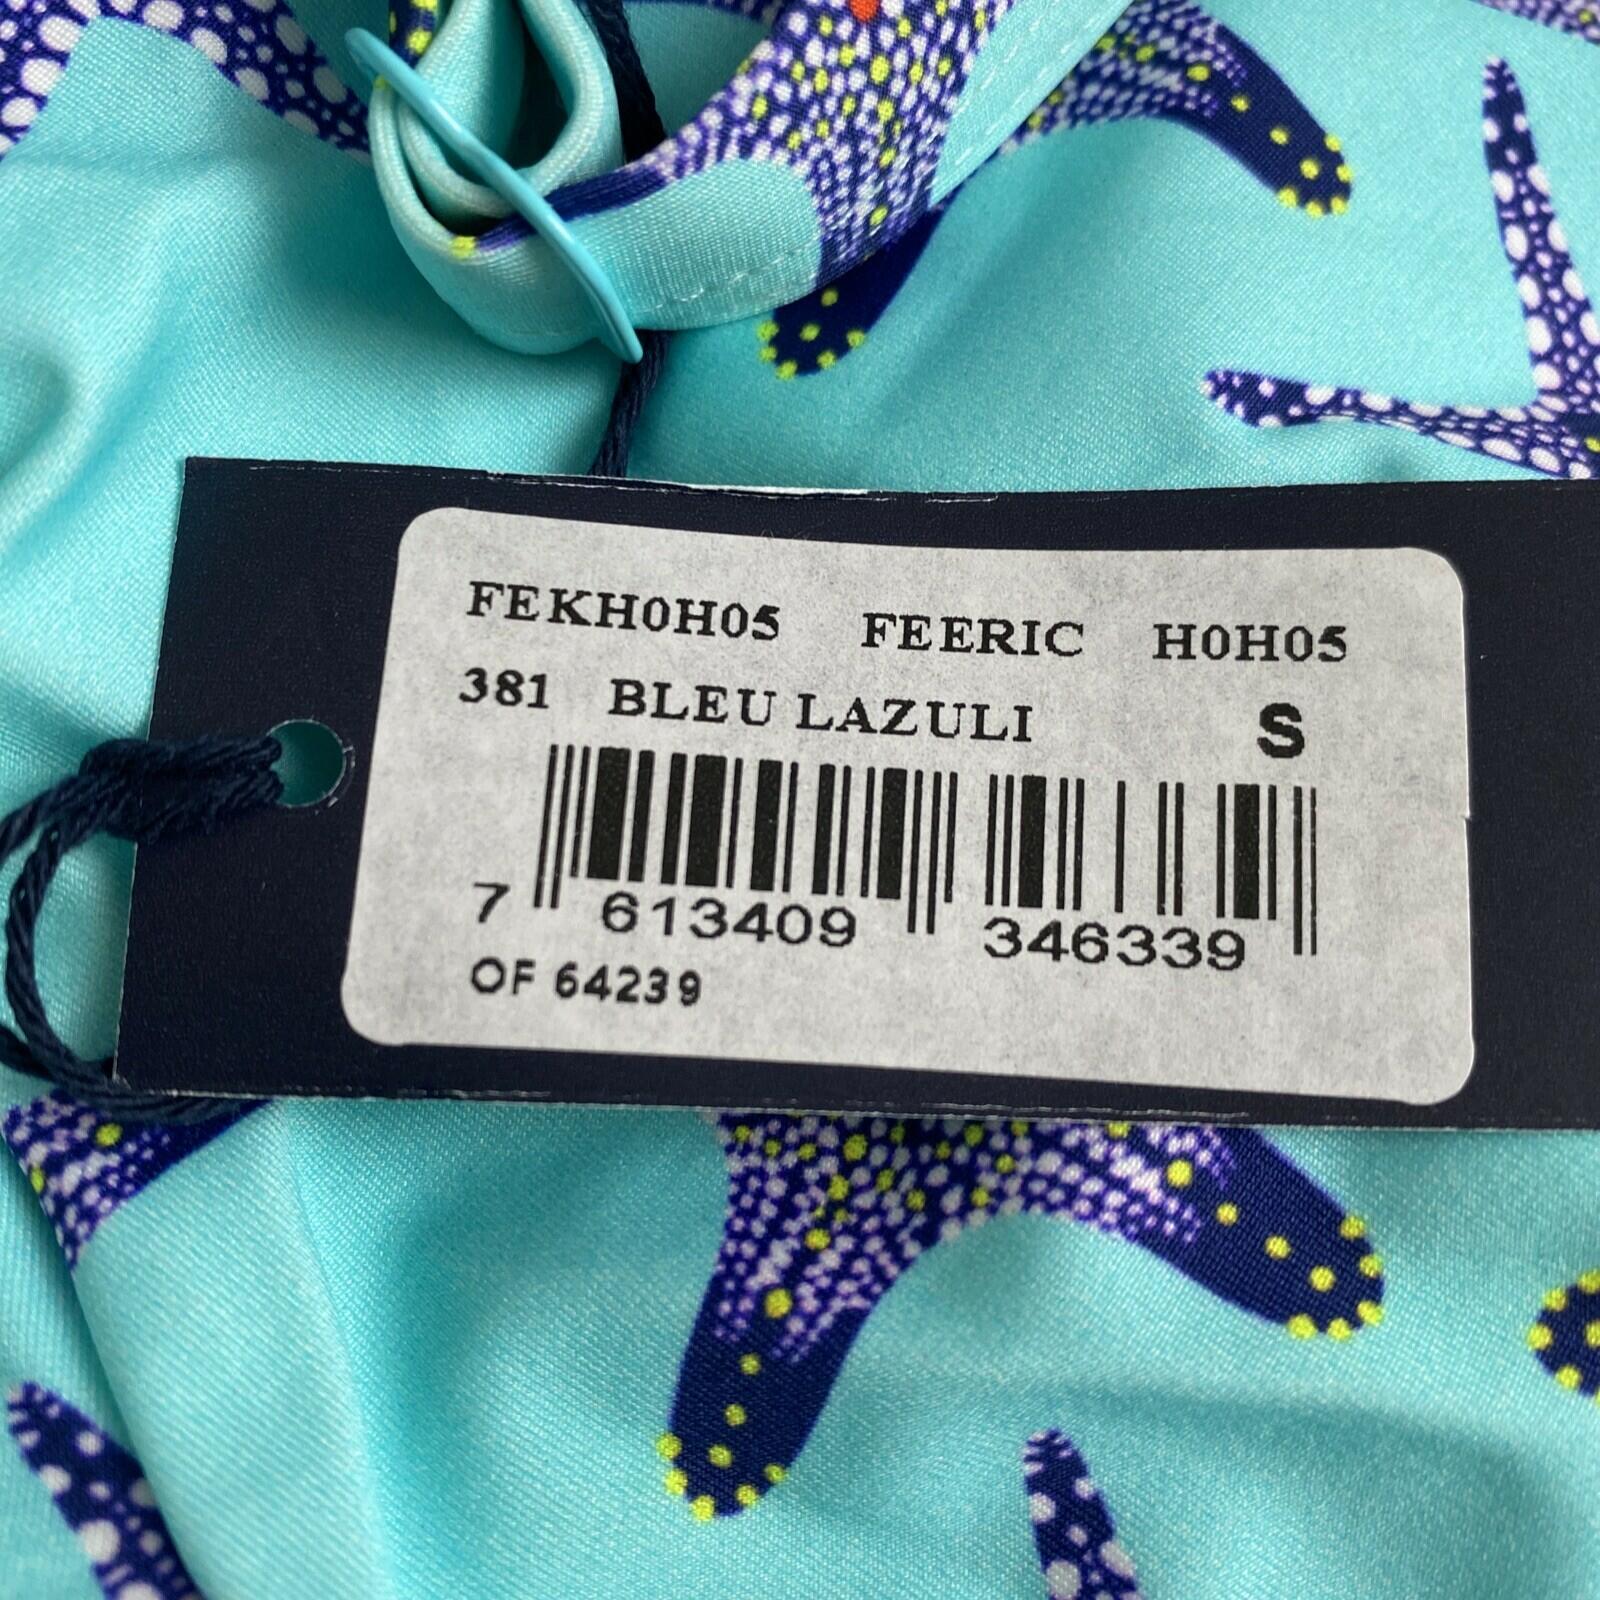 FEKH0H05 FEERIC H0H05
381 BLEU LAZULI S
7 613409 346339
OF 64239